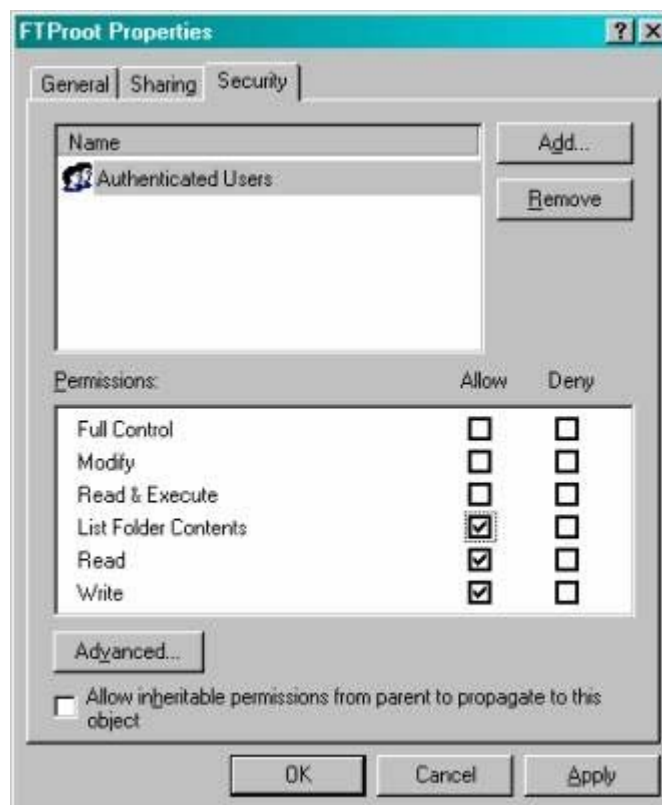 FTProot Properties
General Sharing Security
Name
Add...
Authenticated Users
Remove
Permissions: Allow Deny
Full Control
Modify
Read & Execute
List Folder Contents
Read
Write
Advanced...
Allow inheritable permissions from parent to propagate to this
object
OK Cancel Apply